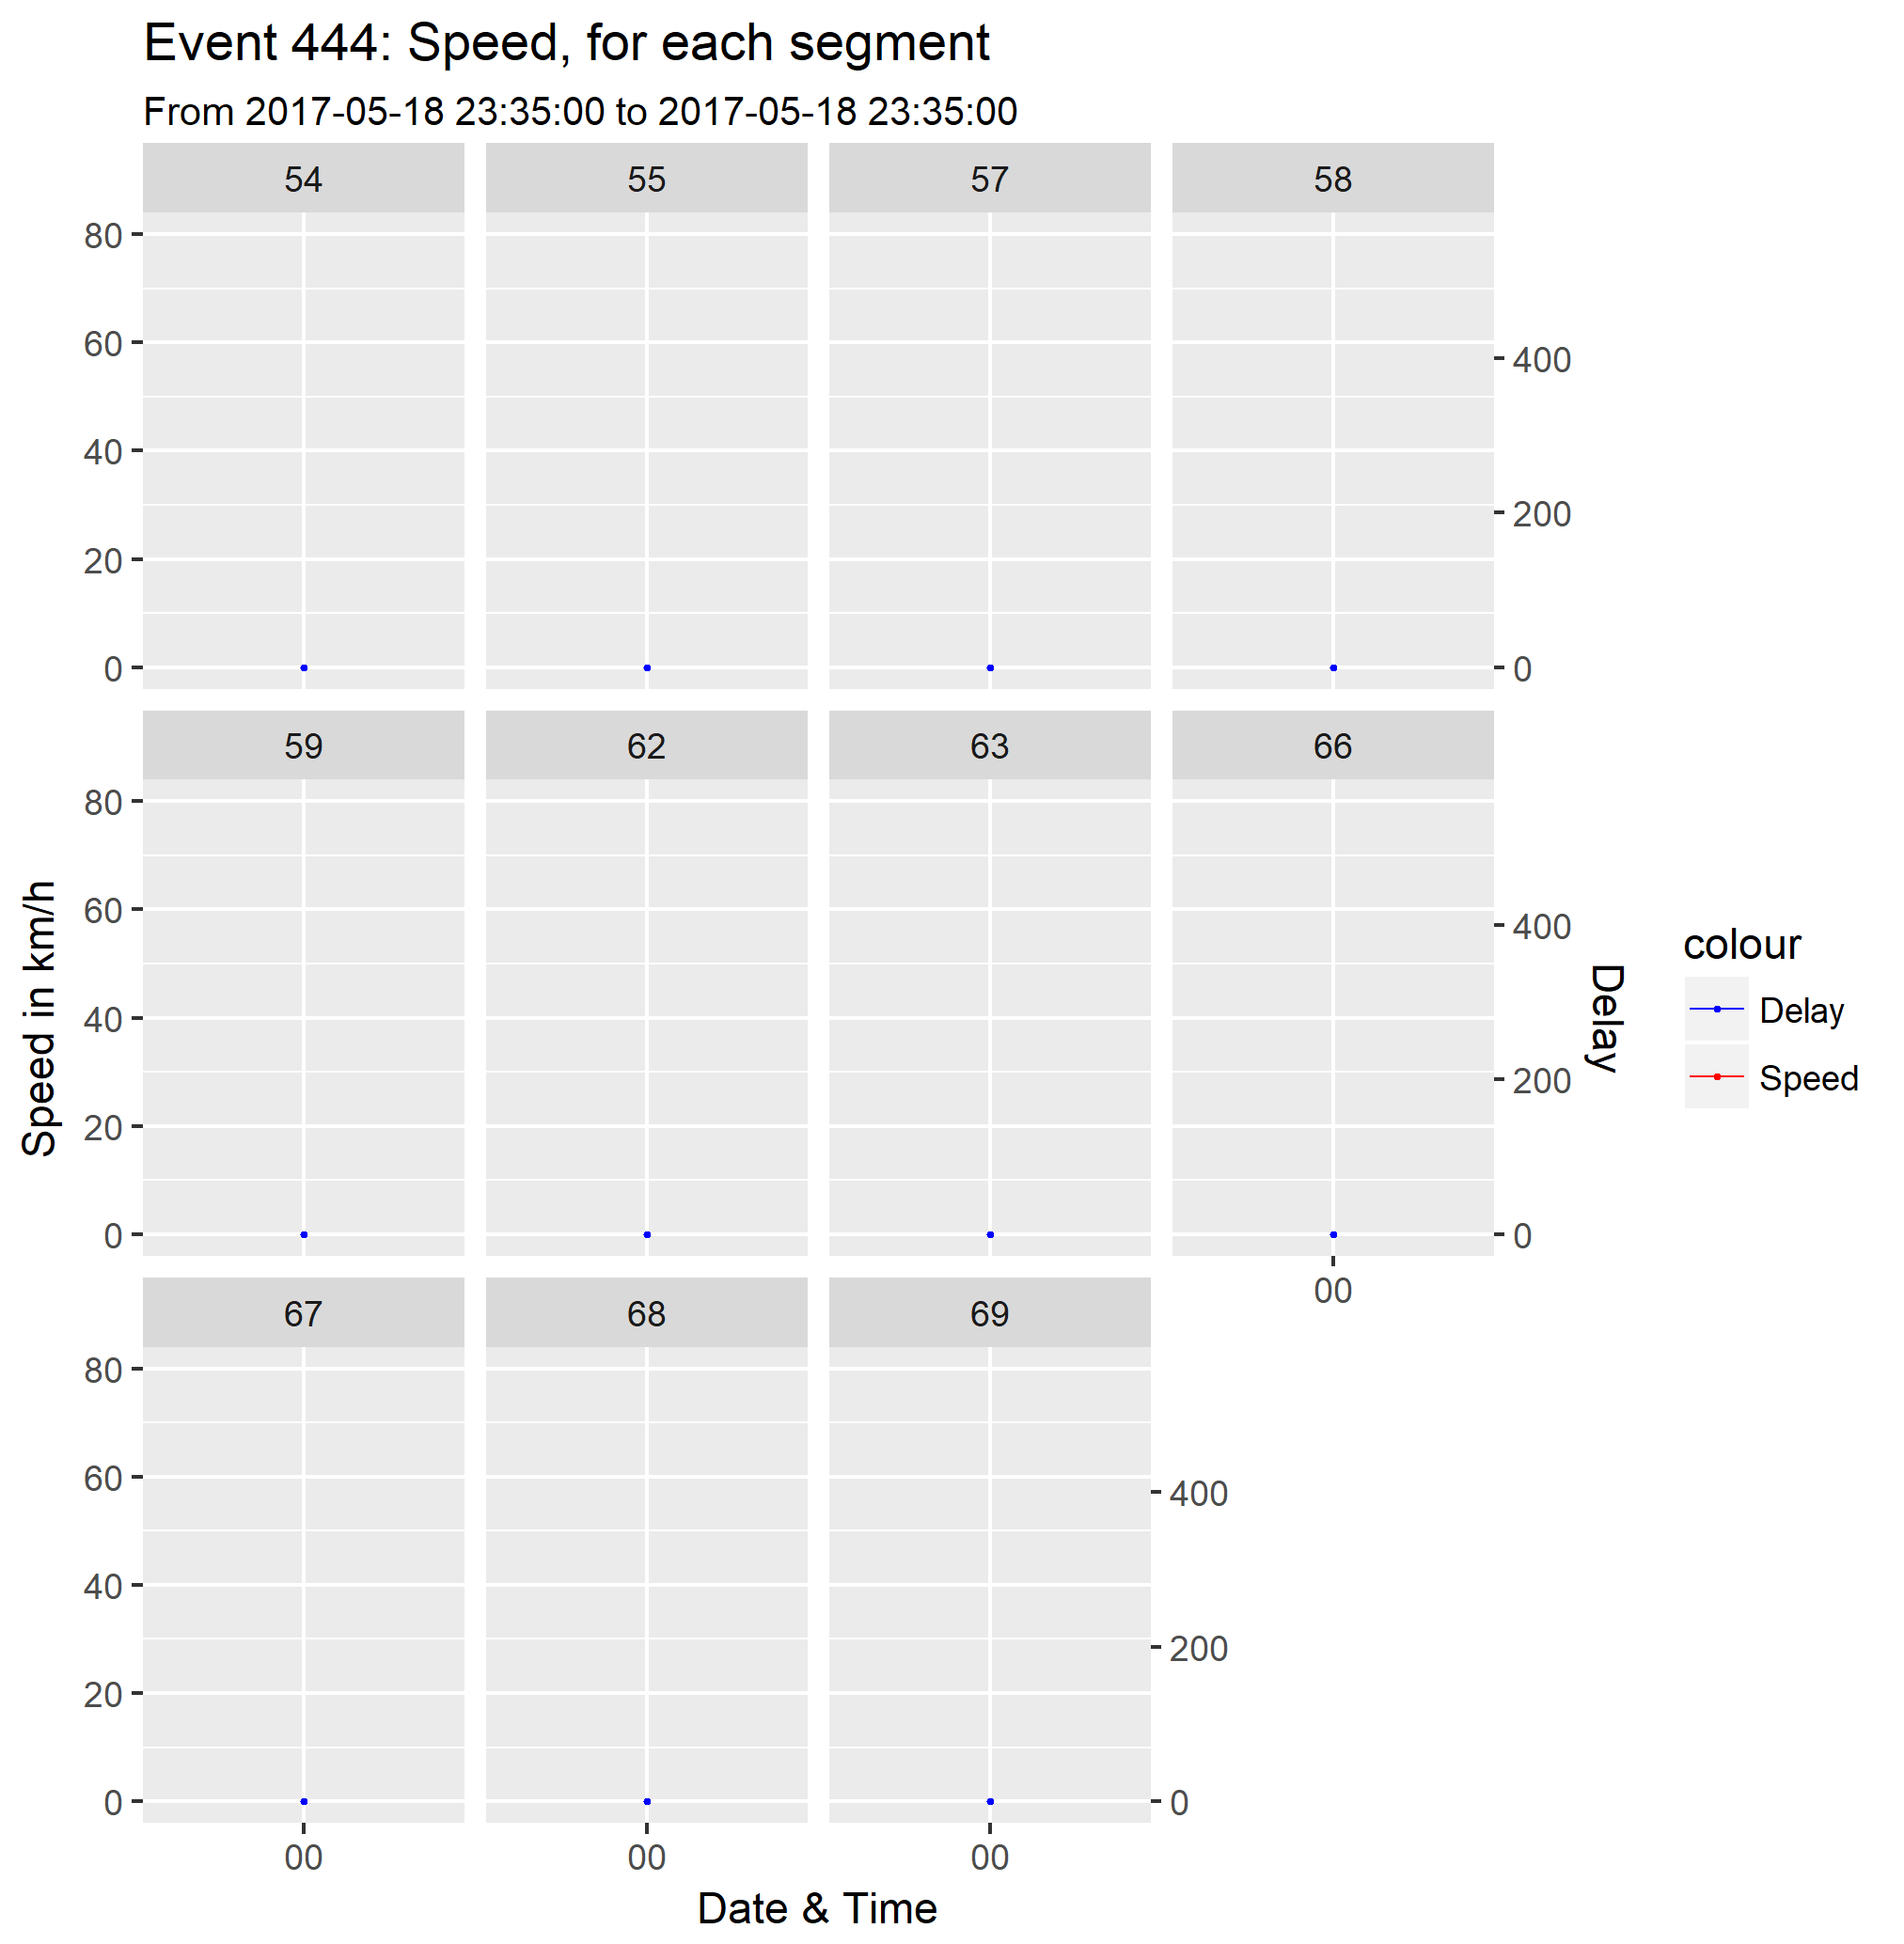 Event 444: Speed, for each segment
From 2017-05-18 23:35:00 to 2017-05-18 23:35:00
54 55 57 58
80
60
400
40
200
20
0 0
59 62 63 66
80
60
400
40
200
20
0 0
00
67 68 69
80
60
400
40
200
20
0 0
00 00 00
Date & Time
Speed in km/h
Delay
colour
Delay
Speed